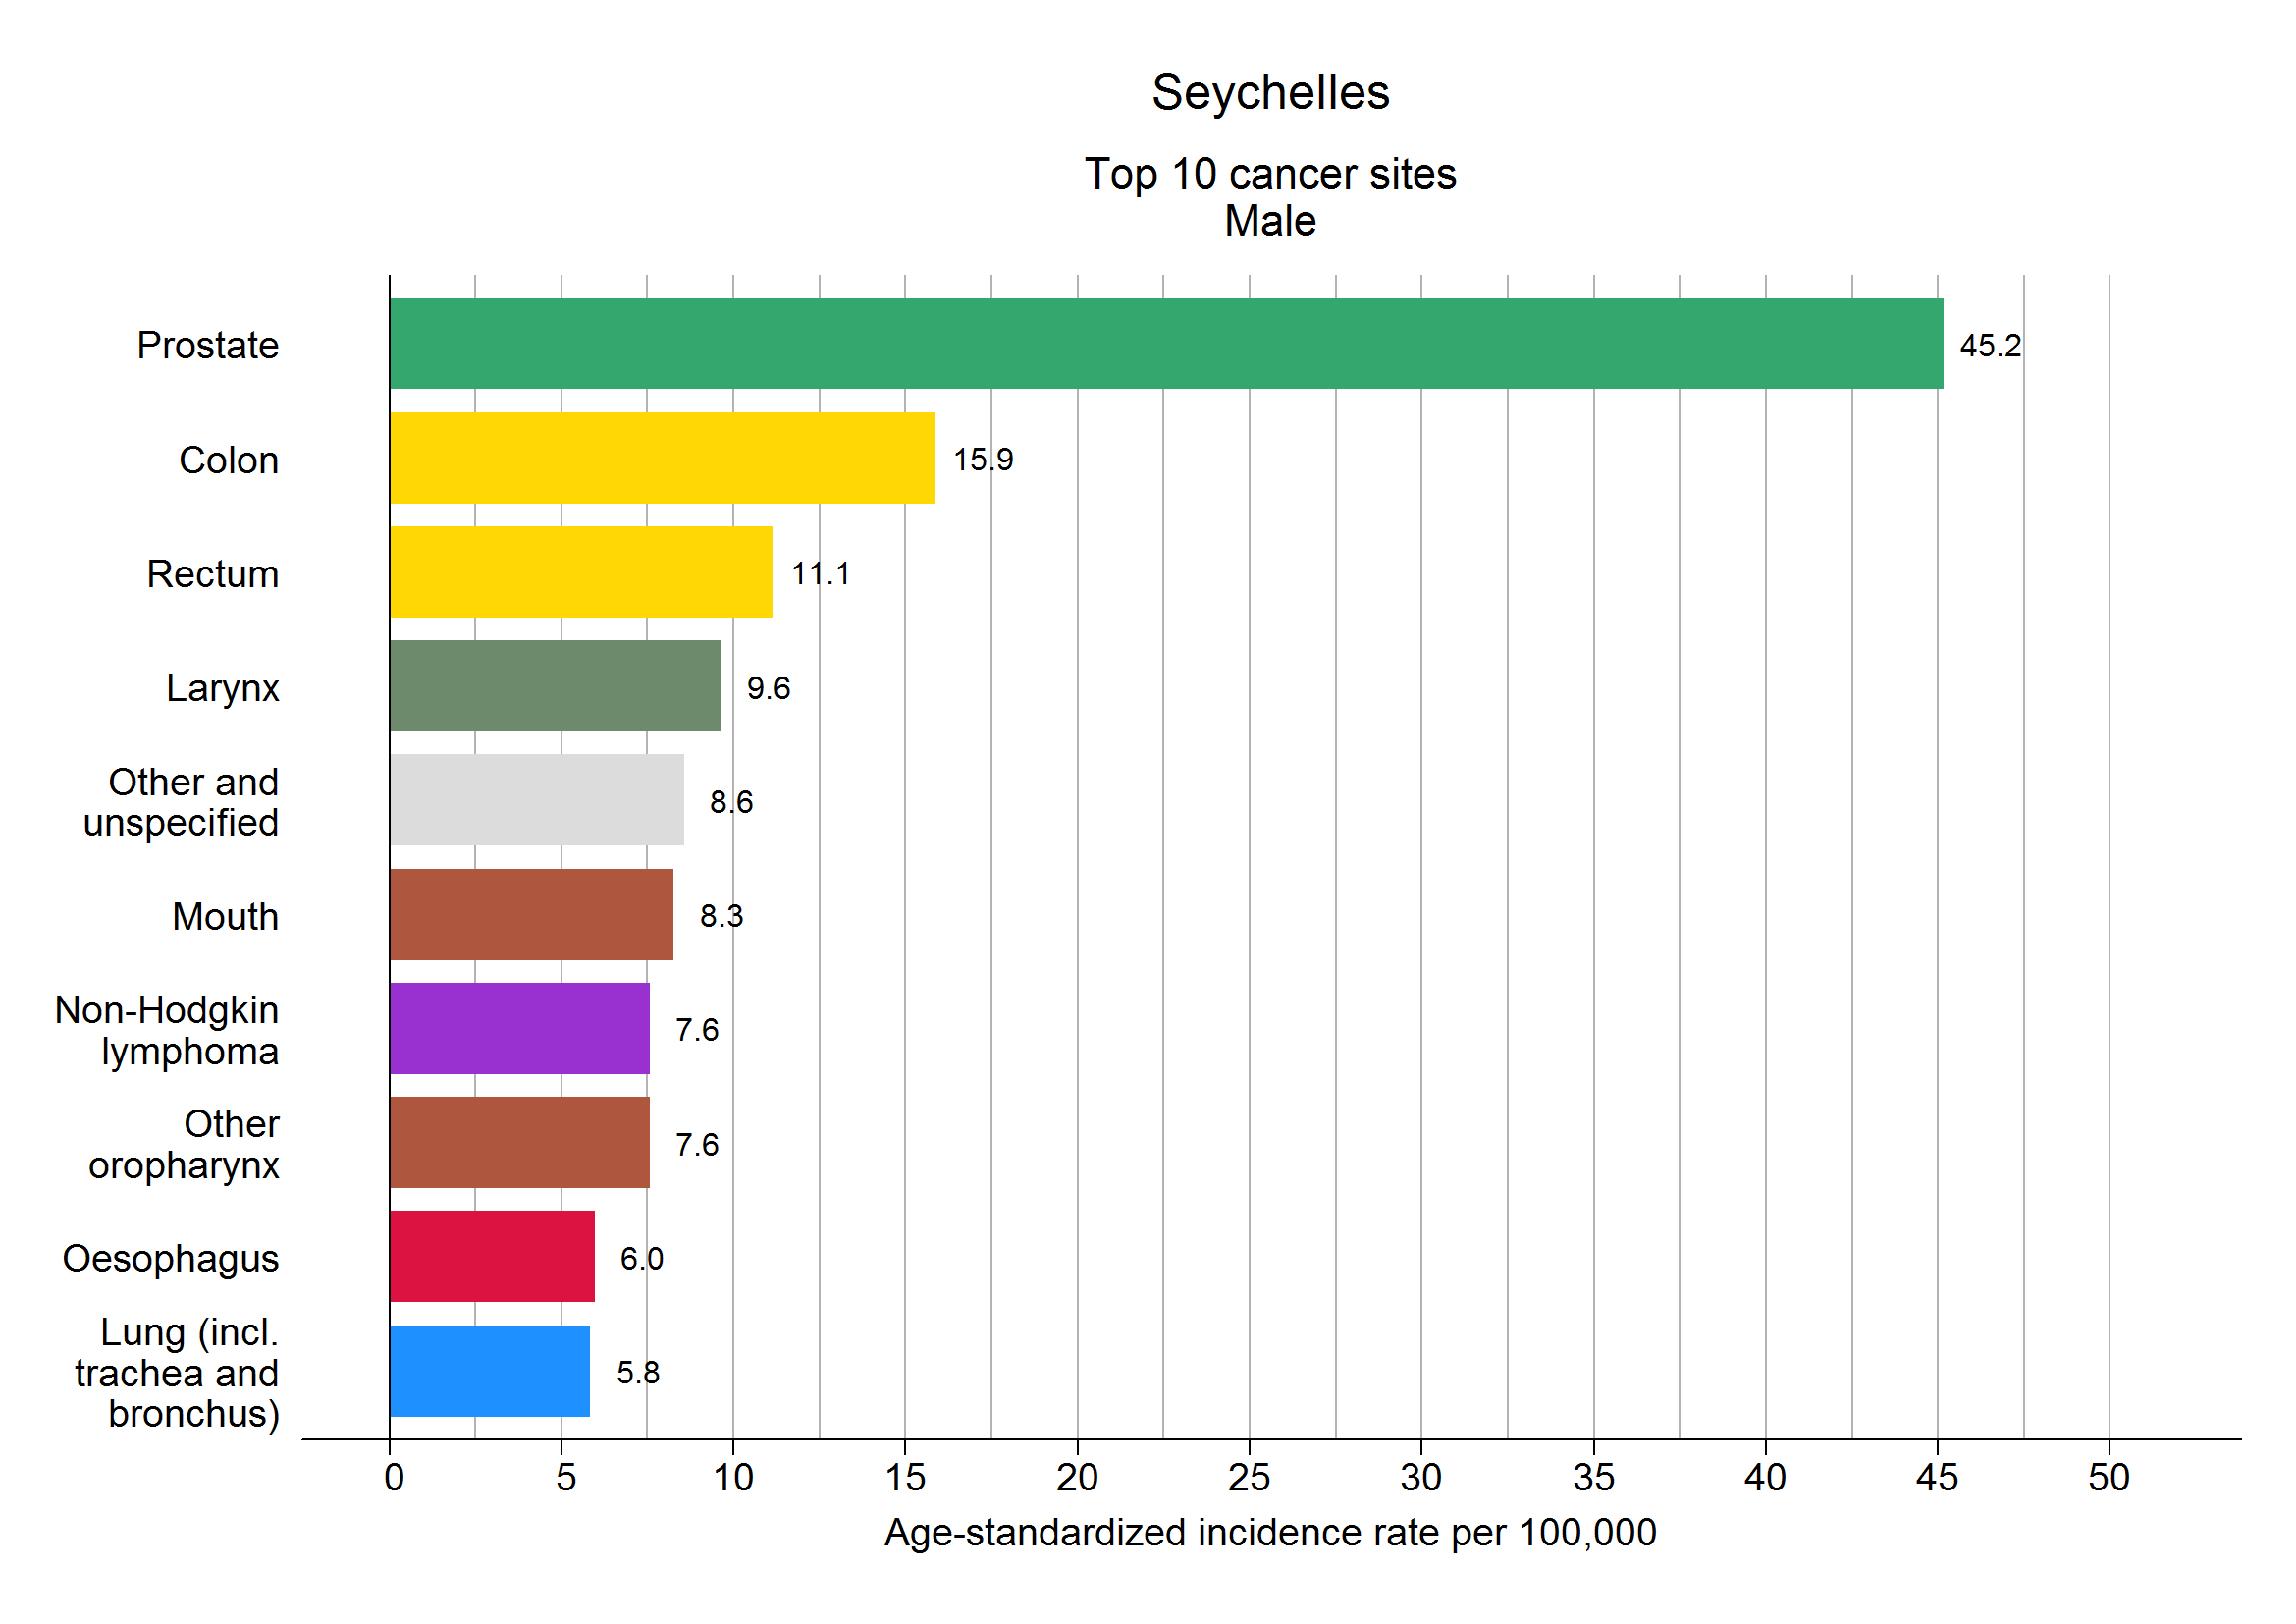 Seychelles
Top 10 cancer sites
Male
Prostate
45.2
Colon
15.9
Rectum
11.1
Larynx
9.6
Other and
unspecified
8.6
Mouth
8.3
Non-Hodgkin
lymphoma
7.6
Other
oropharynx
7.6
Oesophagus
6.0
Lung (incl.
trachea and
bronchus)
5.8
0 5 10 15 20 25 30 35 40 45 50
Age-standardized incidence rate per 100,000